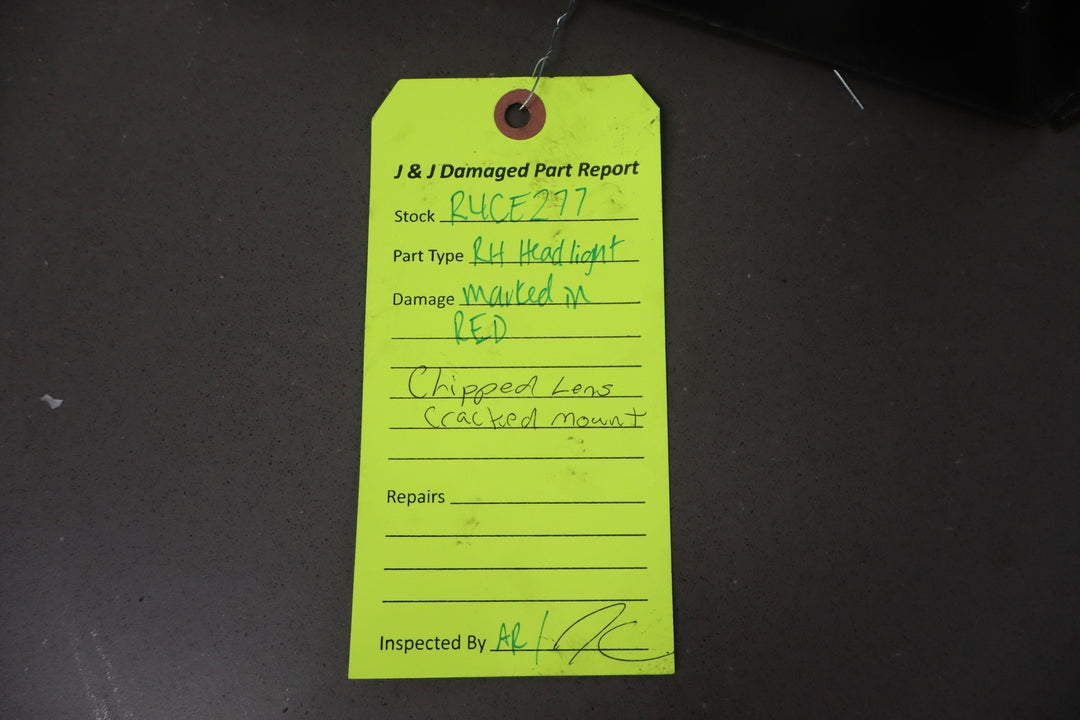 J & J Damaged Part Report
Stock R4CE277
Part Type RH Headlight
Damage marked in
RED
Chipped Lens
Cracked mount
Repairs
Inspected By AR /